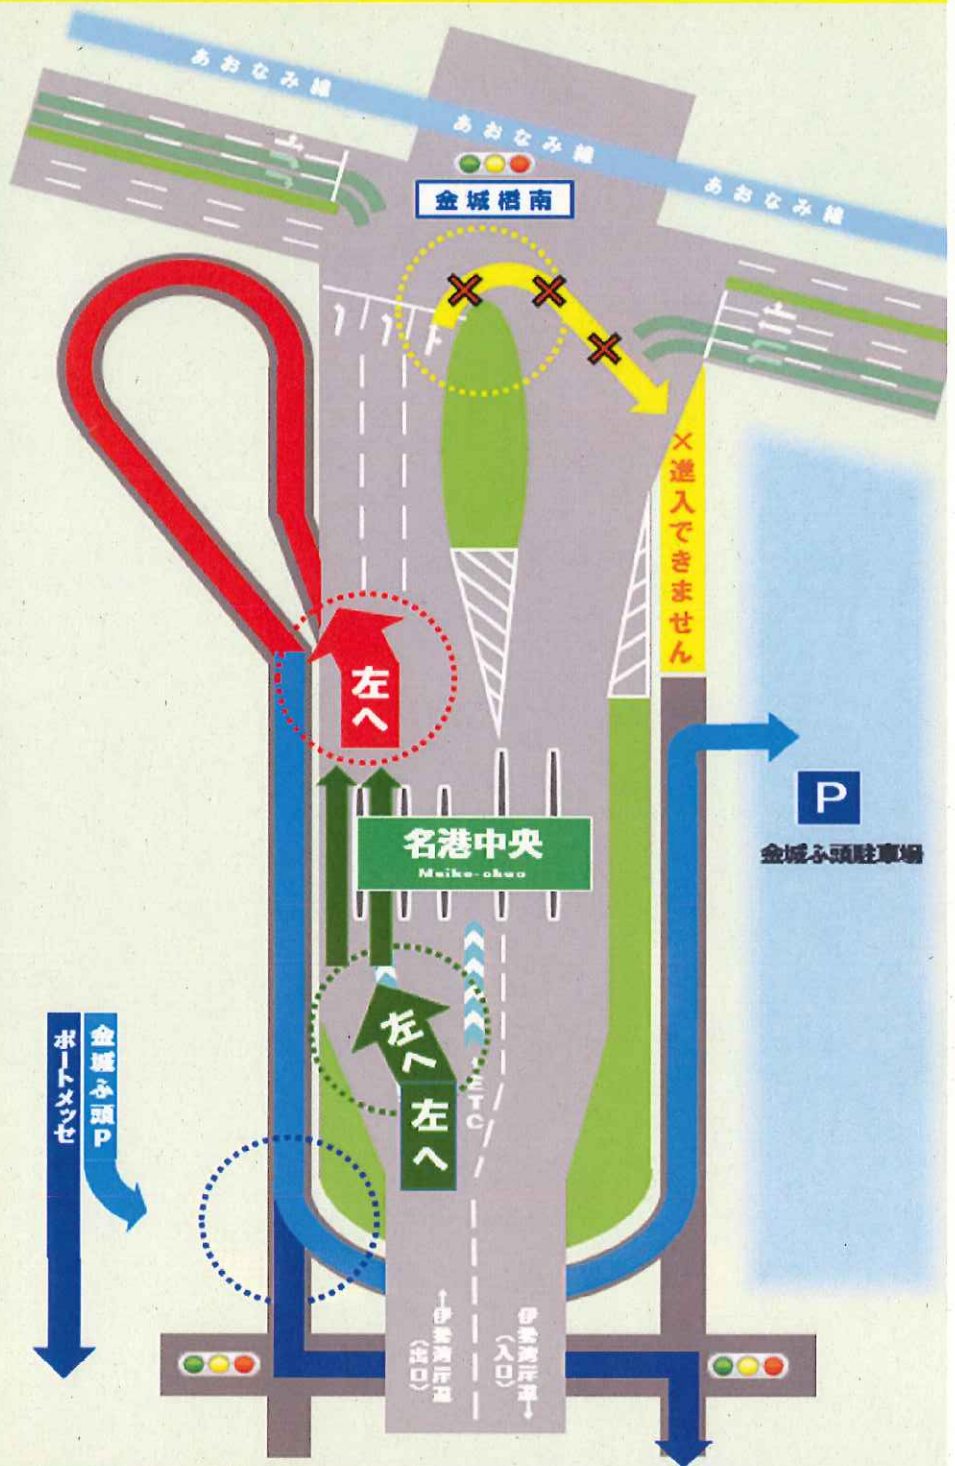 あおなみ線
あおなみ線
あおなみ線
金城橋南
×進入できません
左へ
名港中央
Meiko-chuo
P
金城ふ頭駐車場
左へ
左へ
ETC
金城ふ頭P
ポートメッセ
伊勢湾岸道
(出口)
伊勢湾岸道
(入口)